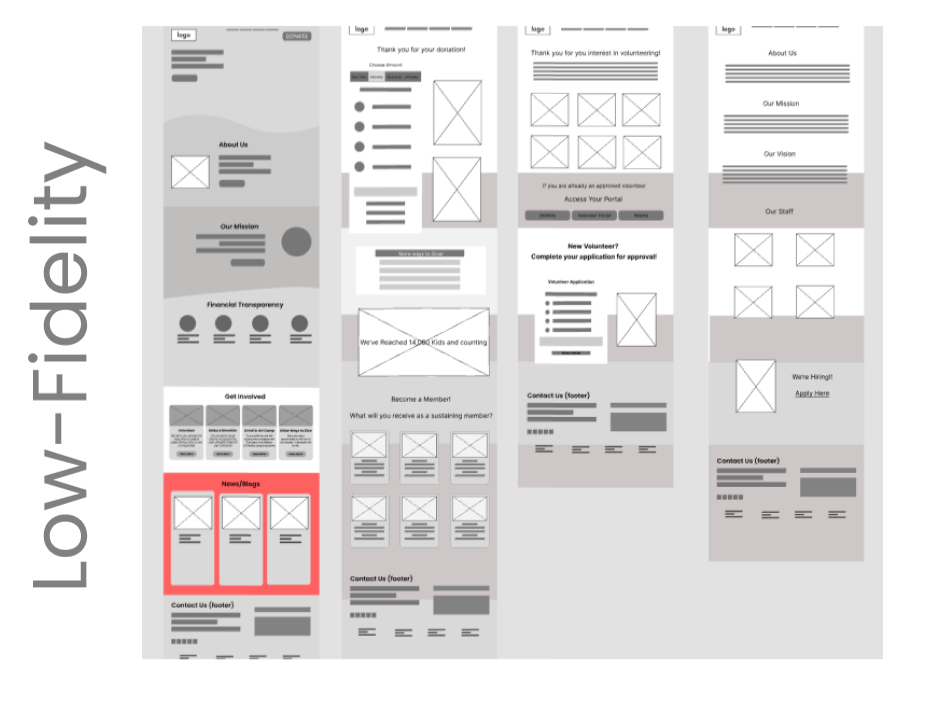 Low-Fidelity
logo
DONATE
About Us
Our Mission
Financial Transparency
Get Involved
Volunteer
Make a Donation
Enroll in Art Camp
Other Ways to Give
News/Blogs
Contact Us (footer)
logo
Thank you for your donation!
Choose Amount
More ways to Give!
We've Reached 14,000 Kids and counting
Become a Member!
What will you receive as a sustaining member?
Contact Us (footer)
logo
Thank you for you interest in volunteering!
If you are already an approved volunteer
Access Your Portal
Volunteer Portal
New Volunteer?
Complete your application for approval!
Volunteer Application
Contact Us (footer)
logo
About Us
Our Mission
Our Vision
Our Staff
We're Hiring!!
Apply Here
Contact Us (footer)